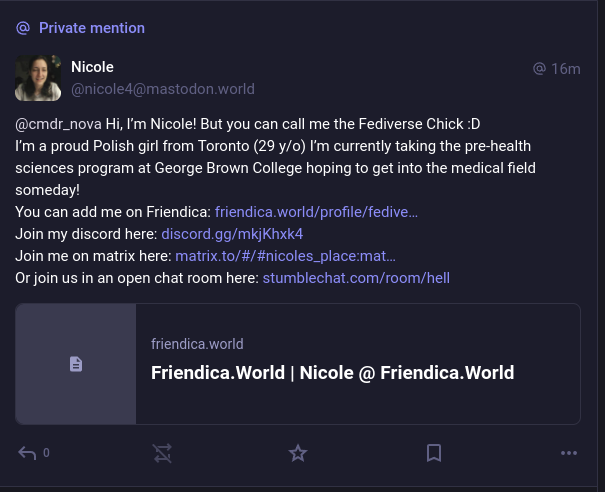 Private mention
Nicole
@ 16m
@nicole4@mastodon.world
@cmdr_nova Hi, I’m Nicole! But you can call me the Fediverse Chick :D
I’m a proud Polish girl from Toronto (29 y/o) I’m currently taking the pre-health
sciences program at George Brown College hoping to get into the medical field
someday!
You can add me on Friendica: friendica.world/profile/fedive…
Join my discord here: discord.gg/mkjKhxk4
Join me on matrix here: matrix.to/#/#nicoles_place:mat…
Or join us in an open chat room here: stumblechat.com/room/hell
friendica.world
Friendica.World | Nicole @ Friendica.World
0